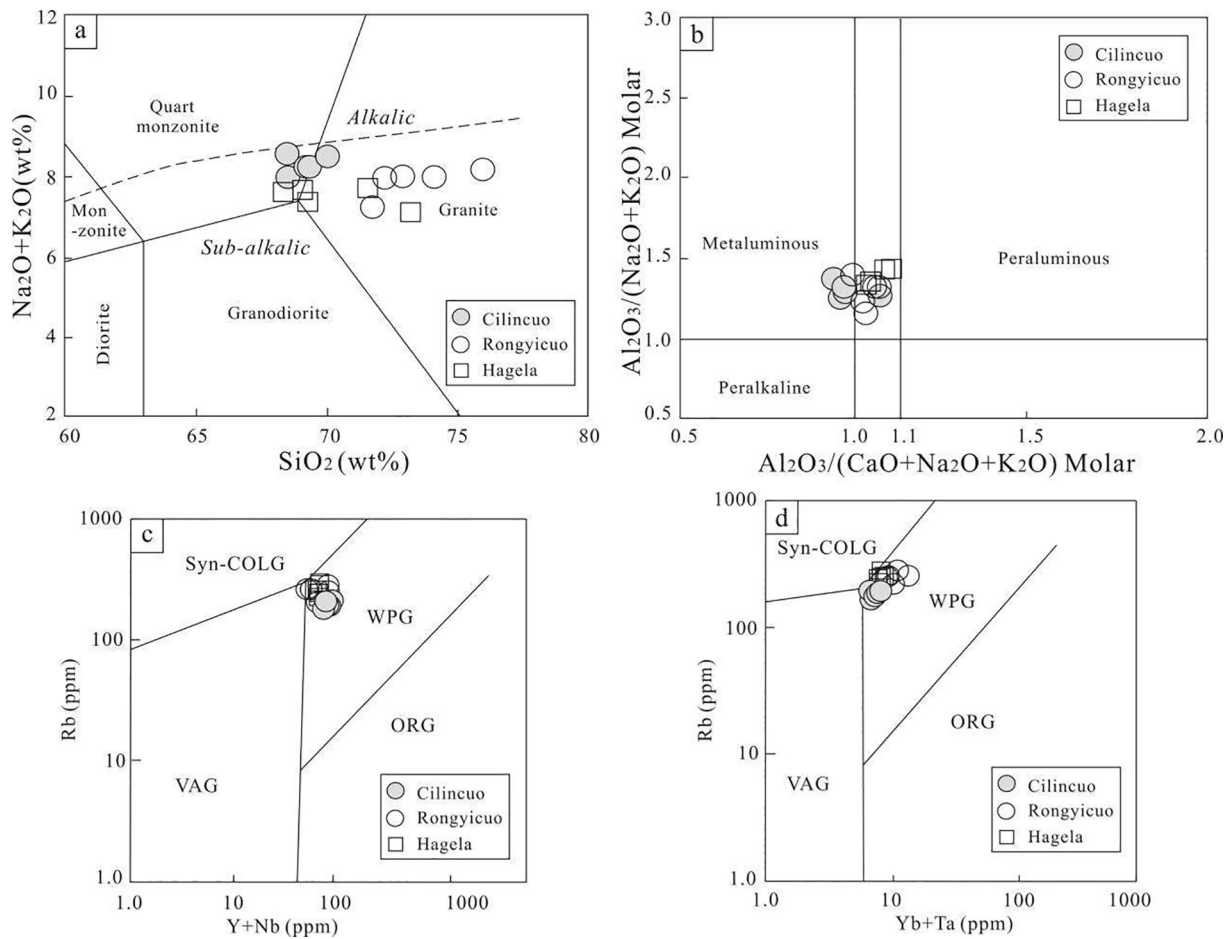 a
Na2O+K2O(wt%)
12
10
8
6
4
2
Quart
monzonite
Alkalic
Mon
-zonite
Sub-alkalic
Granite
Granodiorite
Diorite
Cilincuo
Rongyicuo
Hagela
60
65
70
75
80
SiO2(wt%)
b
Al2O3/(Na2O+K2O) Molar
3.0
2.5
2.0
1.5
1.0
0.5
Cilincuo
Rongyicuo
Hagela
Metaluminous
Peraluminous
Peralkaline
0.5
1.0
1.1
1.5
2.0
Al2O3/(CaO+Na2O+K2O) Molar
c
Rb (ppm)
1000
100
10
1.0
Syn-COLG
WPG
ORG
VAG
Cilincuo
Rongyicuo
Hagela
1.0
10
100
1000
Y+Nb (ppm)
d
Rb (ppm)
1000
100
10
1.0
Syn-COLG
WPG
ORG
VAG
Cilincuo
Rongyicuo
Hagela
1.0
10
100
1000
Yb+Ta (ppm)